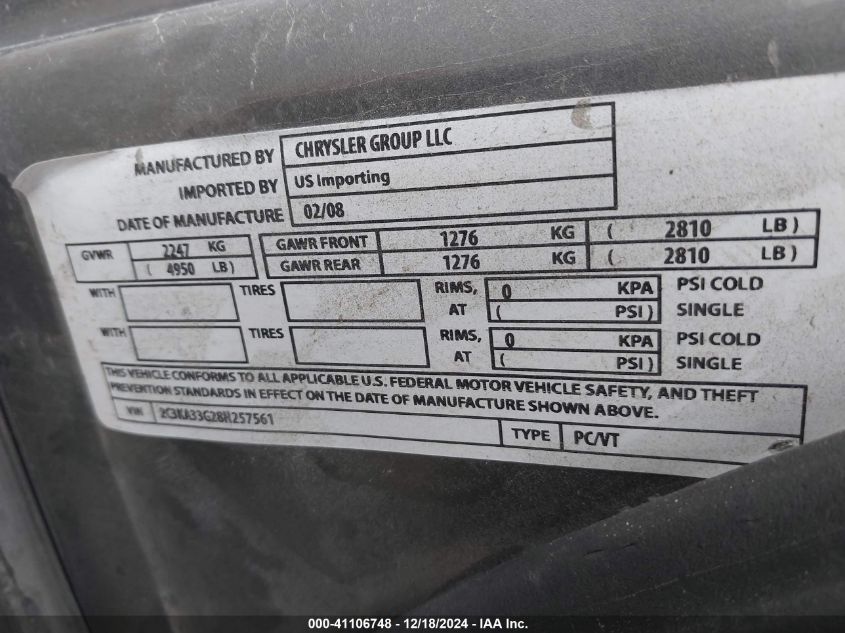 MANUFACTURED BY CHRYSLER GROUP LLC
IMPORTED BY US Importing
DATE OF MANUFACTURE 02/08
GVWR 2247 KG GAWR FRONT 1276 KG ( 2810 LB )
( 4950 LB ) GAWR REAR 1276 KG ( 2810 LB )
WITH TIRES RIMS, 0 KPA PSI COLD
AT ( PSI ) SINGLE
WITH TIRES RIMS, 0 KPA PSI COLD
AT ( PSI ) SINGLE
THIS VEHICLE CONFORMS TO ALL APPLICABLE U.S. FEDERAL MOTOR VEHICLE SAFETY, AND THEFT
PREVENTION STANDARDS IN EFFECT ON THE DATE OF MANUFACTURE SHOWN ABOVE.
VIN 2C3KA33G28H257561 TYPE PC/VT
000-41106748 - 12/18/2024 - IAA Inc.